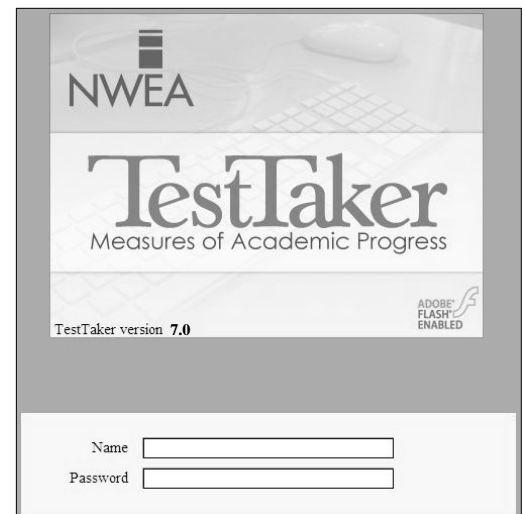 NWEA
TestTaker
Measures of Academic Progress
ADOBE®
FLASH®
ENABLED
TestTaker version 7.0
Name
Password